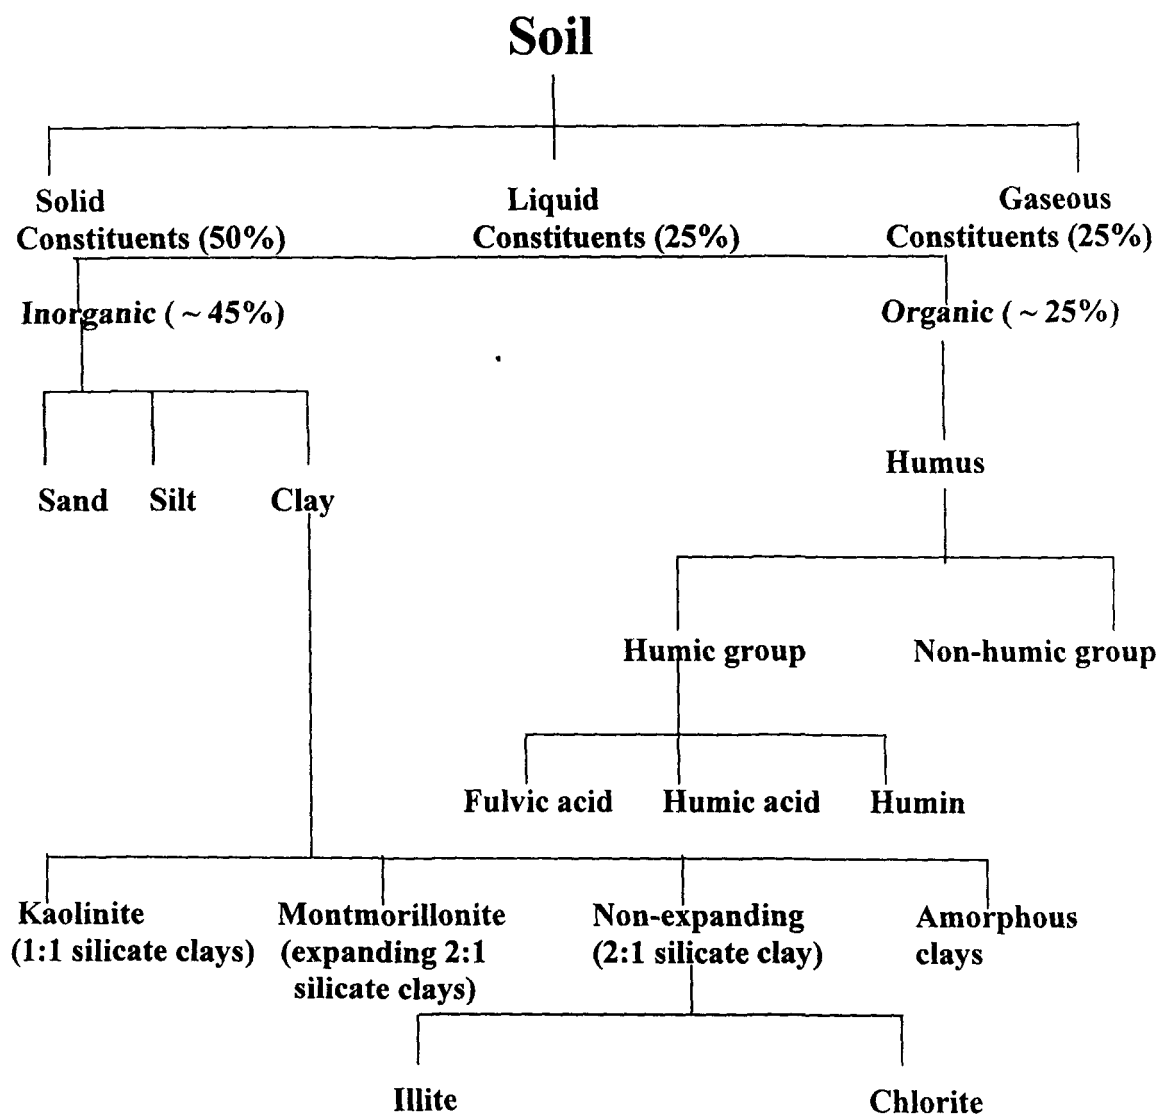 Soil
Solid
Constituents (50%)
Liquid
Constituents (25%)
Gaseous
Constituents (25%)
Inorganic ( ~ 45%)
Organic ( ~ 25%)
Sand
Silt
Clay
Humus
Humic group
Non-humic group
Fulvic acid
Humic acid
Humin
Kaolinite
(1:1 silicate clays)
Montmorillonite
(expanding 2:1
silicate clays)
Non-expanding
(2:1 silicate clay)
Amorphous
clays
Illite
Chlorite